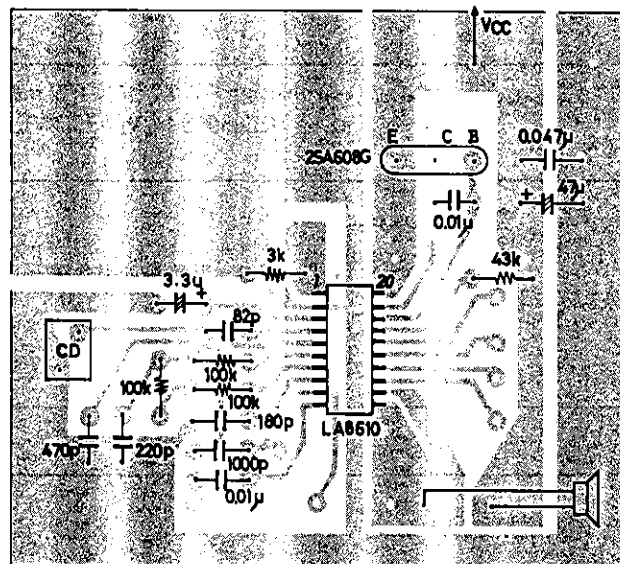 VCC
E C B
2SA608G
0.047μ
47μ
+
0.01μ
3k
43k
1
20
3.3μ
+
82p
CD
100k
100k
100k
180p
LA8610
470p
220p
1000p
0.01μ